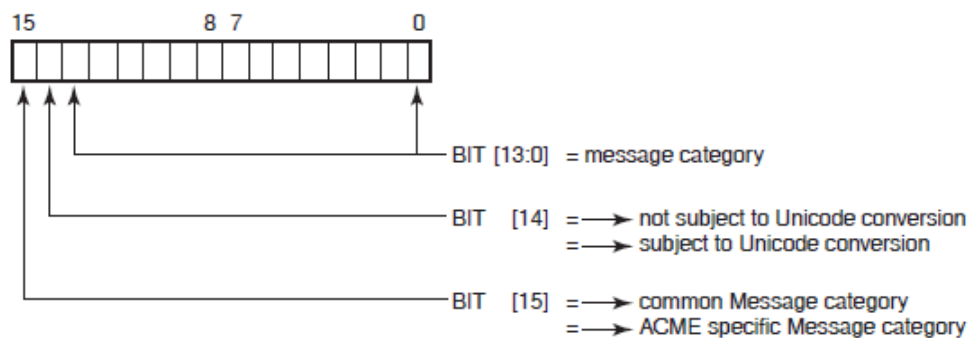 15 8 7 0
BIT [13:0] = message category
BIT [14] = → not subject to Unicode conversion
= → subject to Unicode conversion
BIT [15] = → common Message category
= → ACME specific Message category